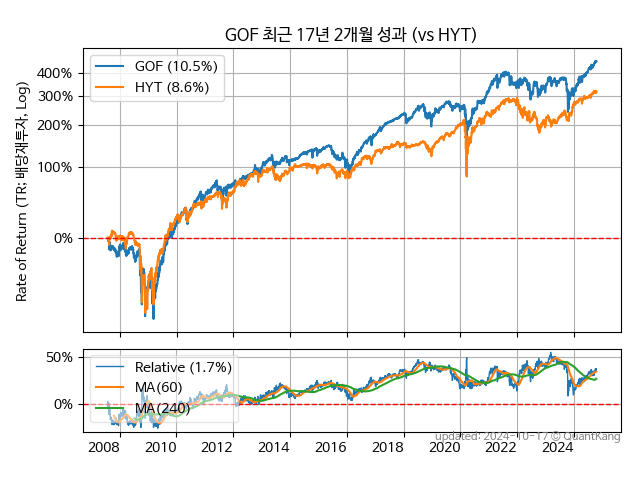 GOF 최근 17년 2개월 성과 (vs HYT)
Rate of Return (TR: 배당재투자, Log)
400%
300%
200%
100%
0%
GOF (10.5%)
HYT (8.6%)
50%
0%
Relative (1.7%)
MA(60)
MA(240)
updated: 2024-10-17 © QuantKang
2008 2010 2012 2014 2016 2018 2020 2022 2024